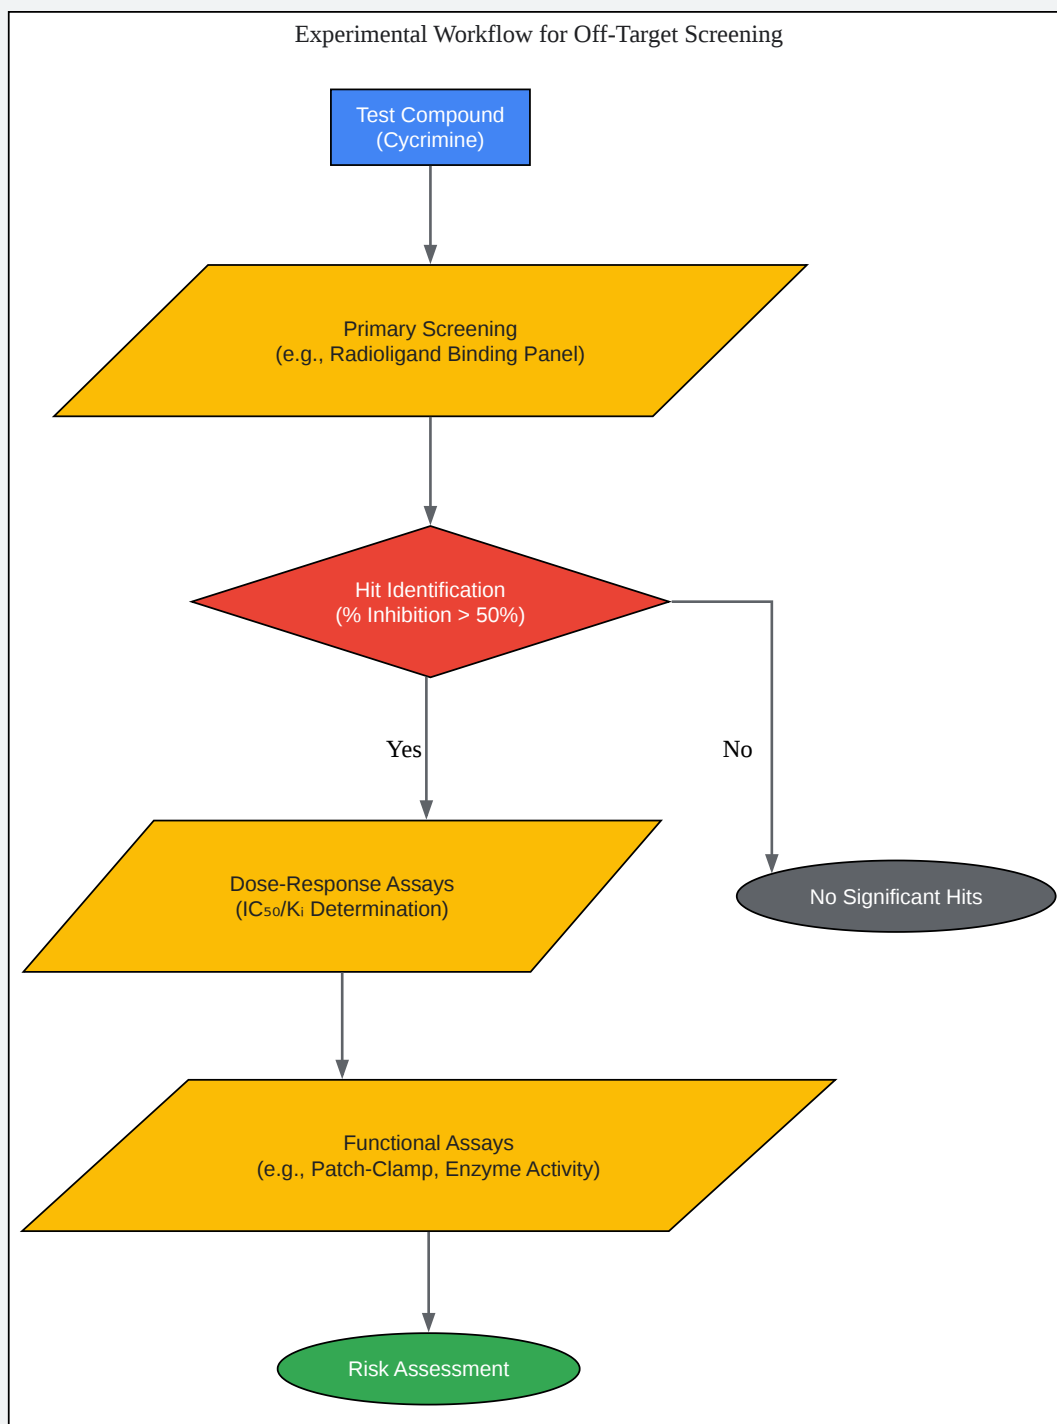 Experimental Workflow for Off-Target Screening
Test Compound
(Cycrimine)
Primary Screening
(e.g., Radioligand Binding Panel)
Hit Identification
(% Inhibition > 50%)
Yes
No
Dose-Response Assays
(IC₅₀/Kᵢ Determination)
No Significant Hits
Functional Assays
(e.g., Patch-Clamp, Enzyme Activity)
Risk Assessment